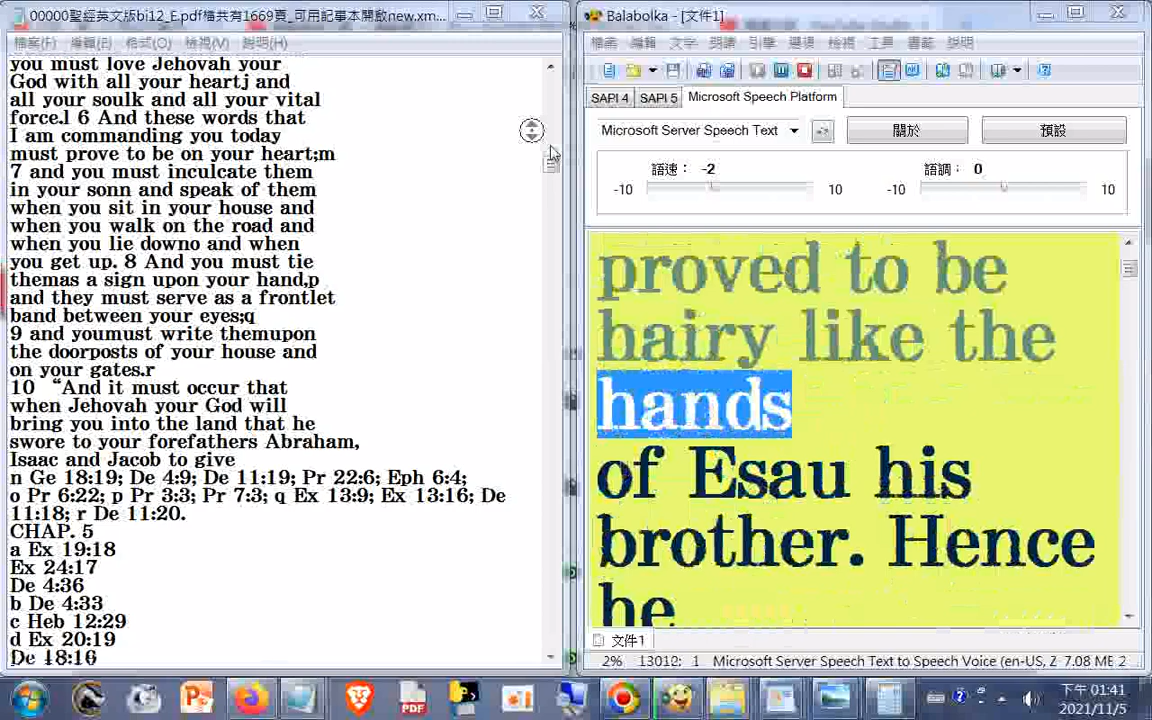 00000聖經英文版bi12_E.pdf檔共有1669頁_可用記事本開啟new.xm...
檔案(F) 編輯(E) 格式(O) 檢視(V) 說明(H)
you must love Jehovah your
God with all your heartj and
all your soulk and all your vital
force.l 6 And these words that
I am commanding you today
must prove to be on your heart;m
7 and you must inculcate them
in your sonn and speak of them
when you sit in your house and
when you walk on the road and
when you lie downo and when
you get up. 8 And you must tie
themas a sign upon your hand,p
and they must serve as a frontlet
band between your eyes;q
9 and youmust write themupon
the doorposts of your house and
on your gates.r
10 “And it must occur that
when Jehovah your God will
bring you into the land that he
swore to your forefathers Abraham,
Isaac and Jacob to give
n Ge 18:19; De 4:9; De 11:19; Pr 22:6; Eph 6:4;
o Pr 6:22; p Pr 3:3; Pr 7:3; q Ex 13:9; Ex 13:16; De
11:18; r De 11:20.
CHAP. 5
a Ex 19:18
Ex 24:17
De 4:36
b De 4:33
c Heb 12:29
d Ex 20:19
De 18:16
Balabolka - [文件1]
檔案 編輯 文字 朗讀 引擎 選項 檢視 工具 書籤 說明
SAPI 4 SAPI 5 Microsoft Speech Platform
Microsoft Server Speech Text 關於 預設
語速： -2 語調： 0
-10 10 -10 10
proved to be
hairy like the
hands
of Esau his
brother. Hence
he
文件1
2% 13012: 1 Microsoft Server Speech Text to Speech Voice (en-US, Z 7.08 ME 2
下午 01:41
2021/11/5